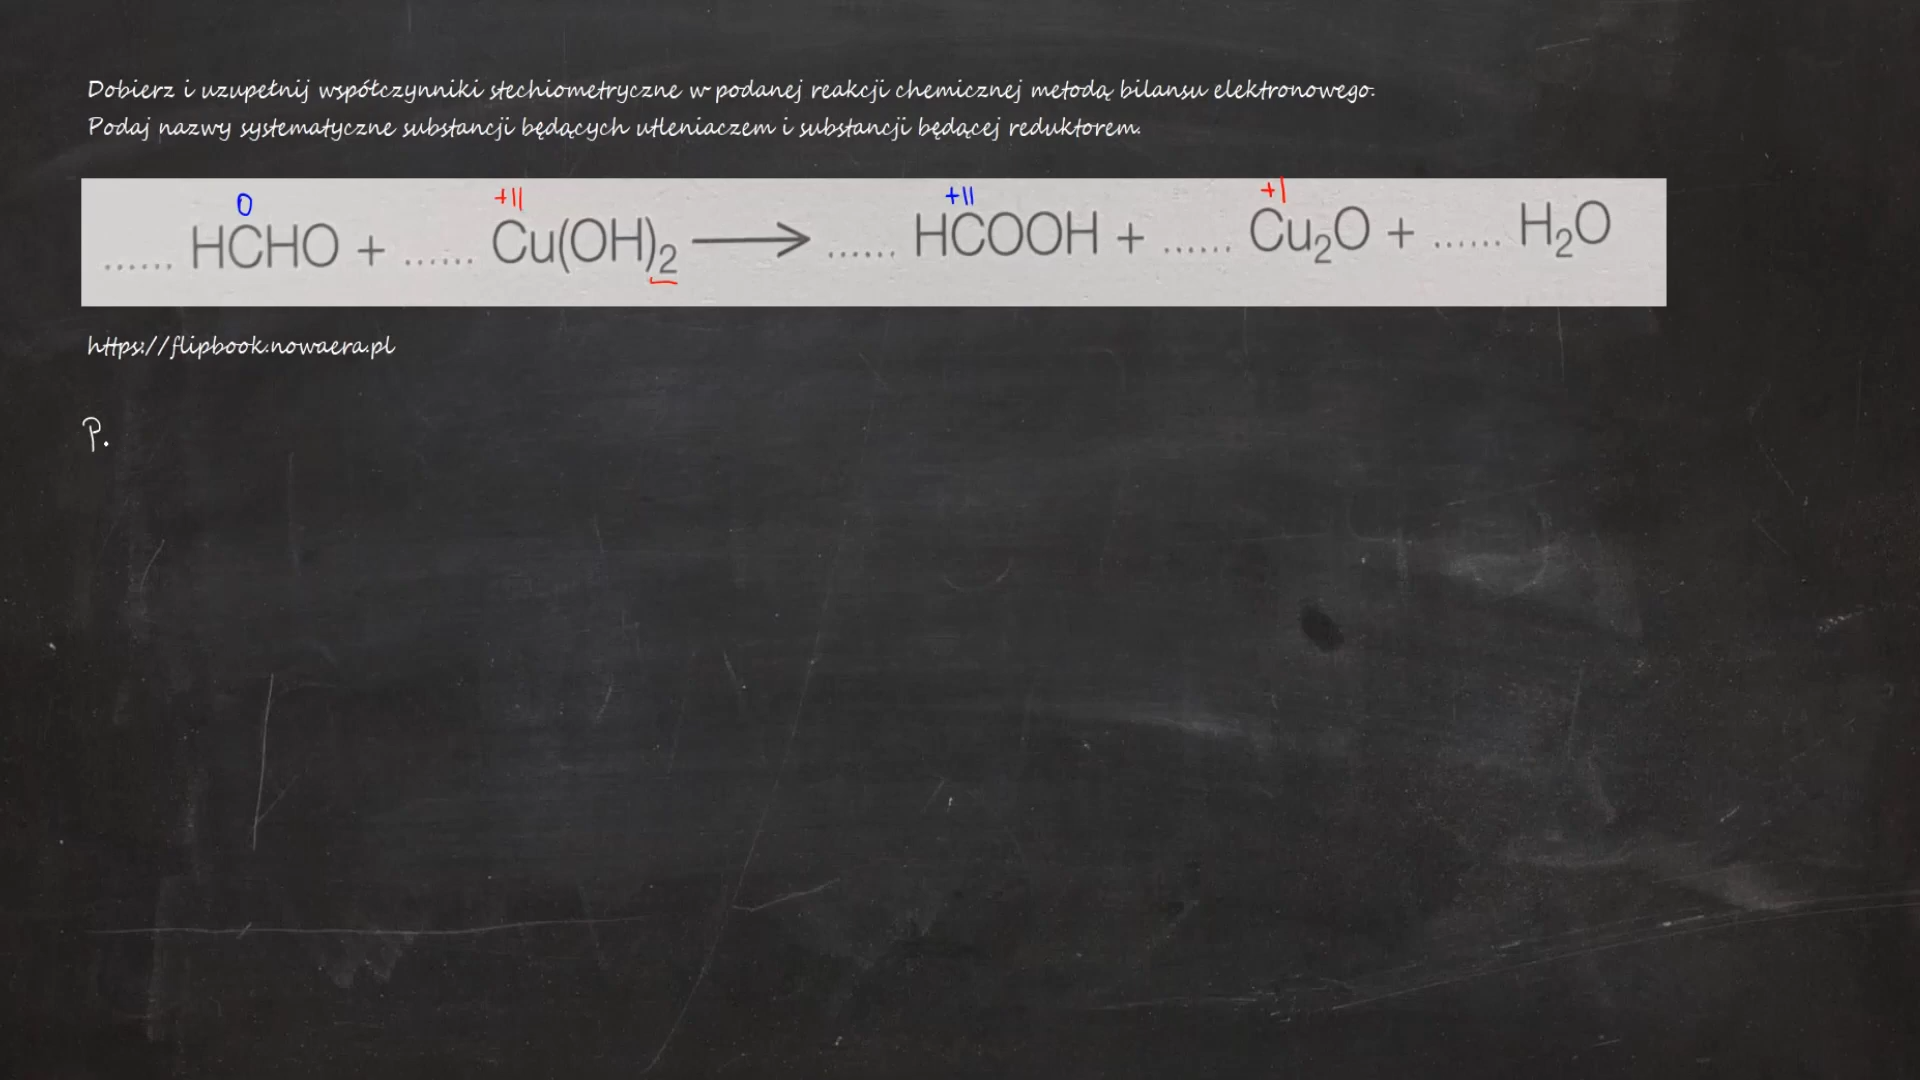 Dobierz i uzupełnij współczynniki stechiometryczne w podanej reakcji chemicznej metodą bilansu elektronowego.
Podaj nazwy systematyczne substancji będących utleniaczem i substancji będącej reduktorem.
0 +II +II +I
...... HCHO + ...... Cu(OH)₂ ⟶ ...... HCOOH + ...... Cu₂O + ...... H₂O
https://flipbook.nowaera.pl
P.